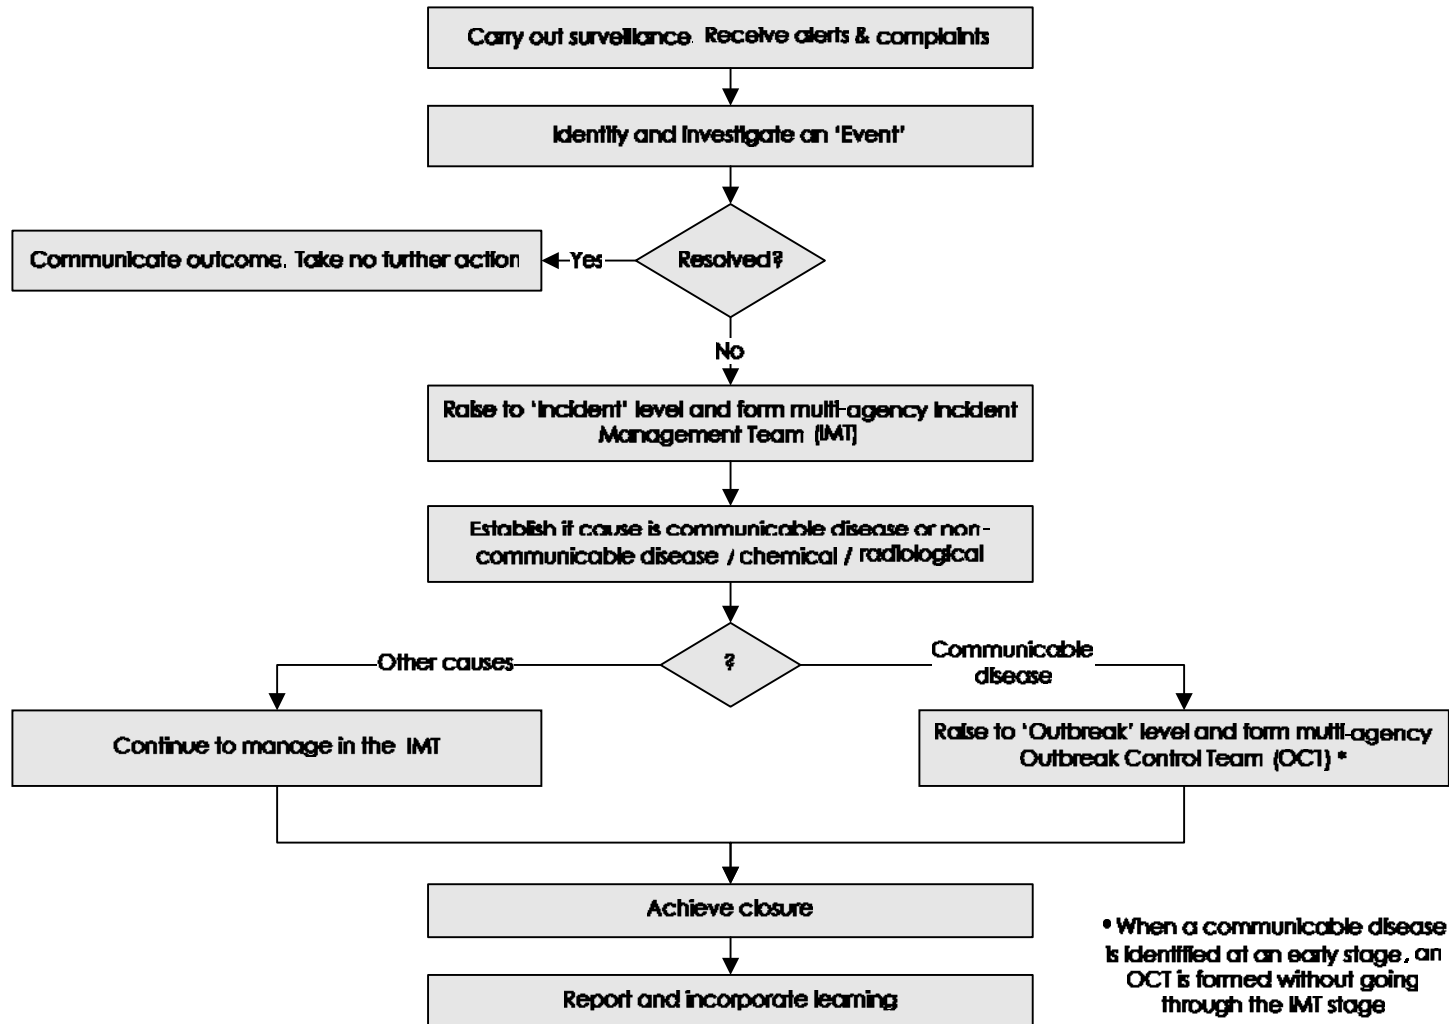 Carry out surveillance. Receive alerts & complaints
Identify and investigate an ‘Event’
Resolved?
Yes
Communicate outcome. Take no further action
No
Raise to ‘Incident’ level and form multi-agency Incident
Management Team (IMT)
Establish if cause is communicable disease or non-
communicable disease / chemical / radiological
?
Other causes
Communicable
disease
Continue to manage in the IMT
Raise to ‘Outbreak’ level and form multi-agency
Outbreak Control Team (OCT) *
Achieve closure
Report and incorporate learning
* When a communicable disease
is identified at an early stage, an
OCT is formed without going
through the IMT stage